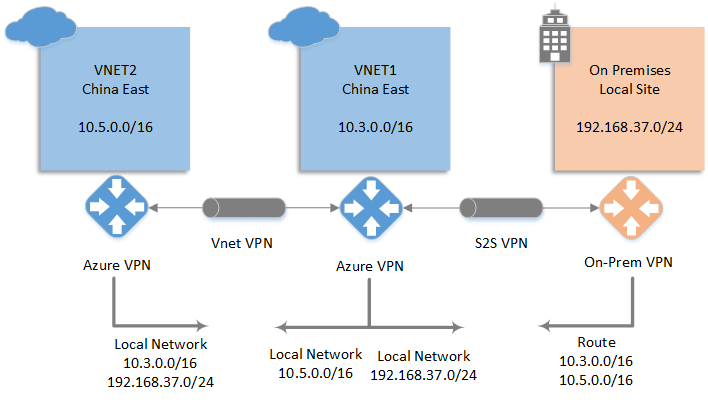 VNET2
China East
10.5.0.0/16
VNET1
China East
10.3.0.0/16
On Premises
Local Site
192.168.37.0/24
Vnet VPN
S2S VPN
Azure VPN
Azure VPN
On-Prem VPN
Local Network
10.3.0.0/16
192.168.37.0/24
Local Network
10.5.0.0/16
Local Network
192.168.37.0/24
Route
10.3.0.0/16
10.5.0.0/16